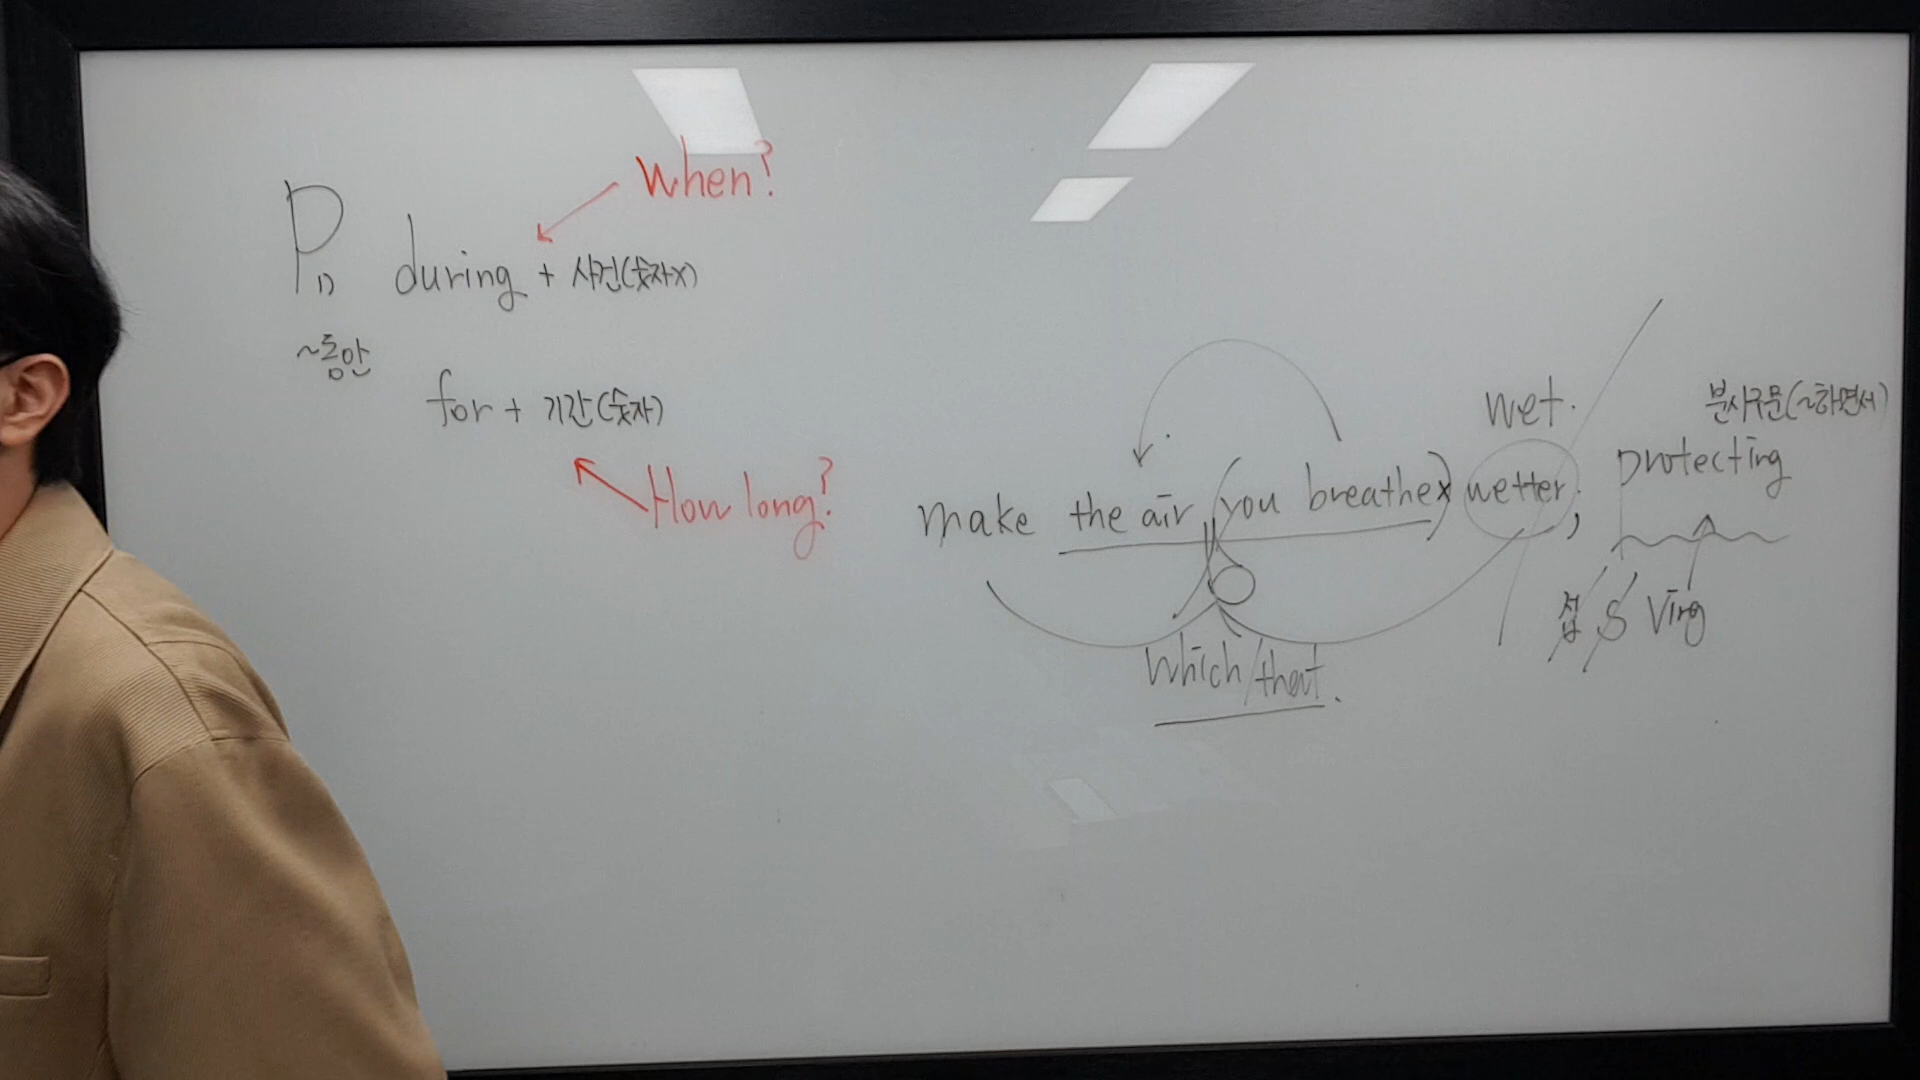 When?
P. 11 during + 사건(숫자x)
~동안
for + 기간(숫자)
How long?
wet.
분사구문(~하면서)
make the air (you breathe x) wetter. , protecting
접 S Ving
which/that.